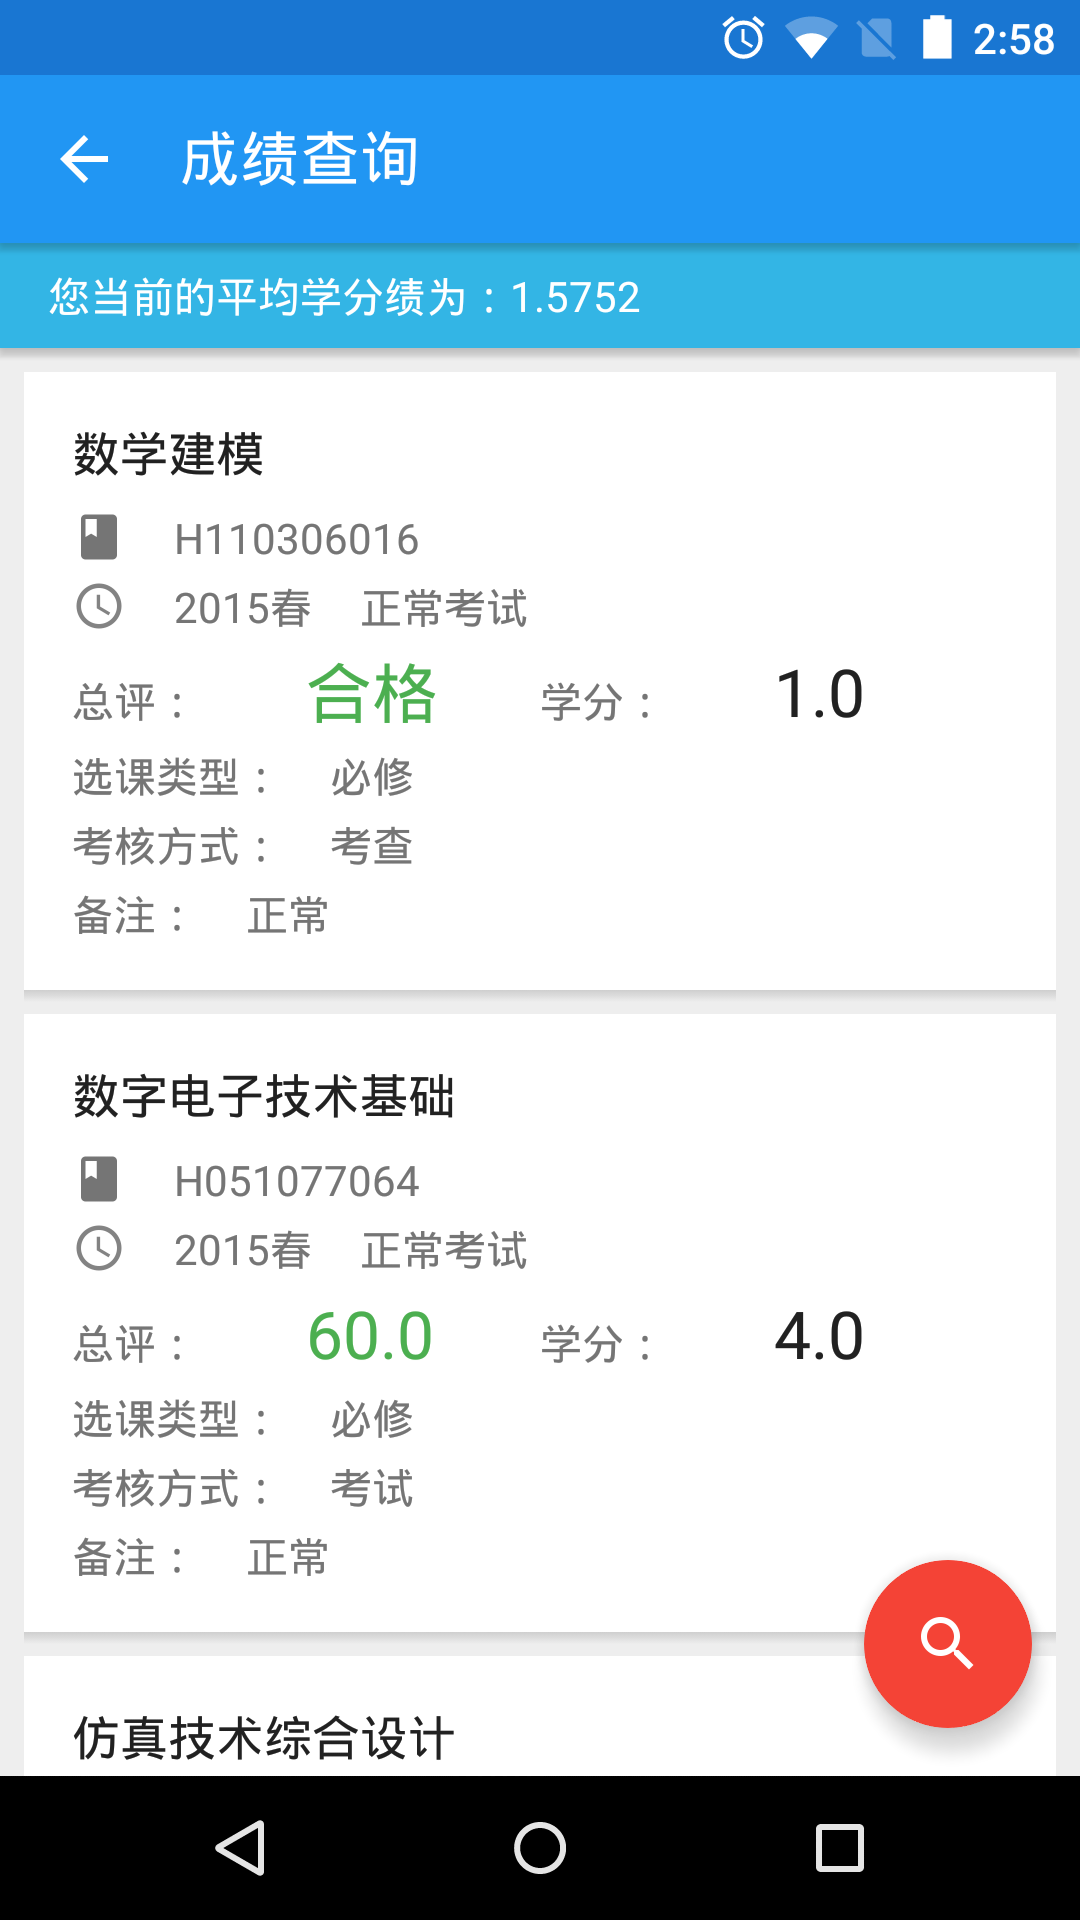 2:58
成绩查询
您当前的平均学分绩为：1.5752
数学建模
H110306016
2015春 正常考试
总评： 合格 学分： 1.0
选课类型： 必修
考核方式： 考查
备注： 正常
数字电子技术基础
H051077064
2015春 正常考试
总评： 60.0 学分： 4.0
选课类型： 必修
考核方式： 考试
备注： 正常
仿真技术综合设计